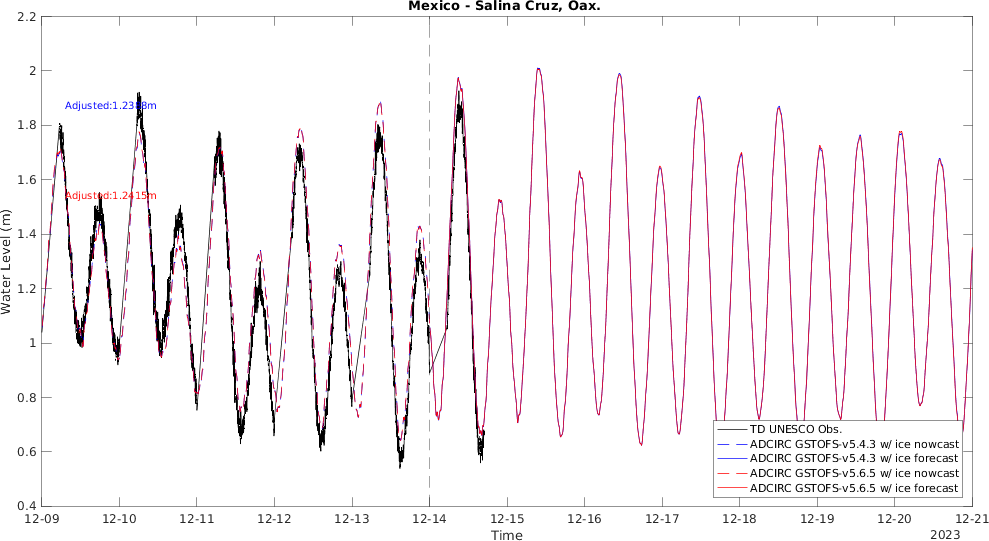 Mexico - Salina Cruz, Oax.
2.2
2
1.8
1.6
1.4
1.2
1
0.8
0.6
0.4
Water Level (m)
Adjusted:1.2388m
Adjusted:1.2415m
TD UNESCO Obs.
ADCIRC GSTOFS-v5.4.3 w/ ice nowcast
ADCIRC GSTOFS-v5.4.3 w/ ice forecast
ADCIRC GSTOFS-v5.6.5 w/ ice nowcast
ADCIRC GSTOFS-v5.6.5 w/ ice forecast
12-09 12-10 12-11 12-12 12-13 12-14 12-15 12-16 12-17 12-18 12-19 12-20 12-21
Time
2023